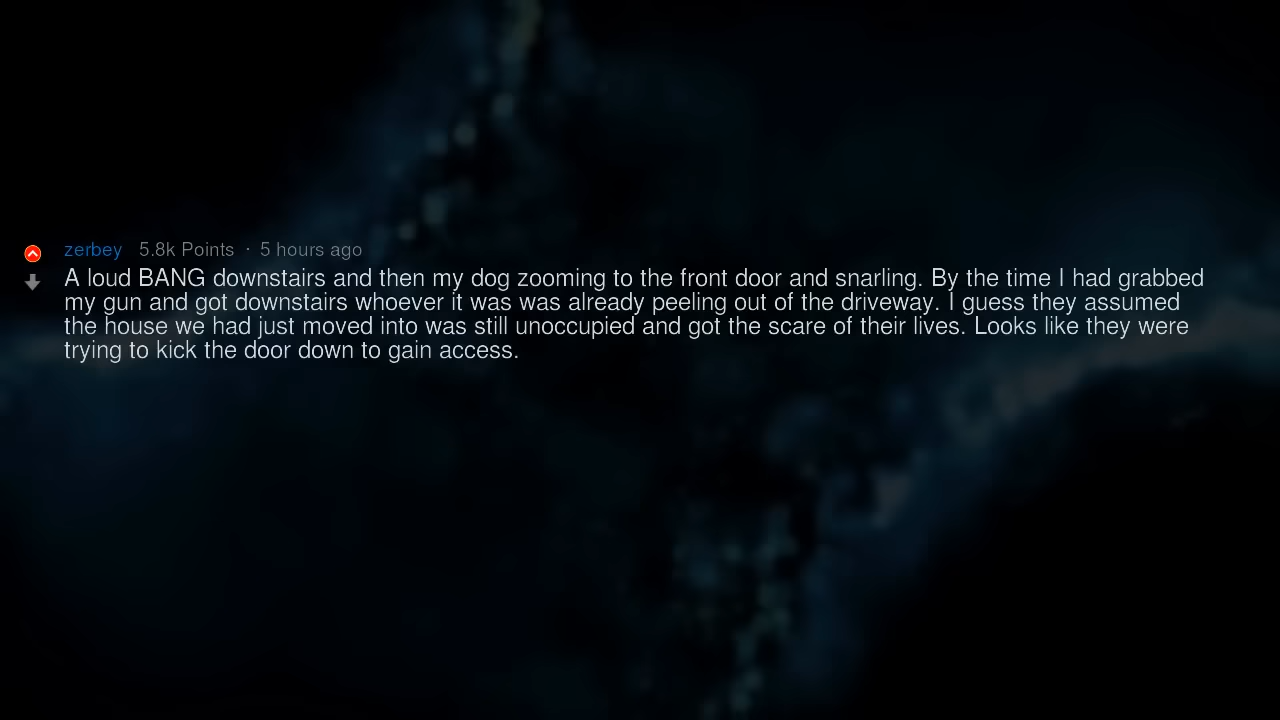 zerbey 5.8k Points · 5 hours ago
A loud BANG downstairs and then my dog zooming to the front door and snarling. By the time I had grabbed
my gun and got downstairs whoever it was was already peeling out of the driveway. I guess they assumed
the house we had just moved into was still unoccupied and got the scare of their lives. Looks like they were
trying to kick the door down to gain access.